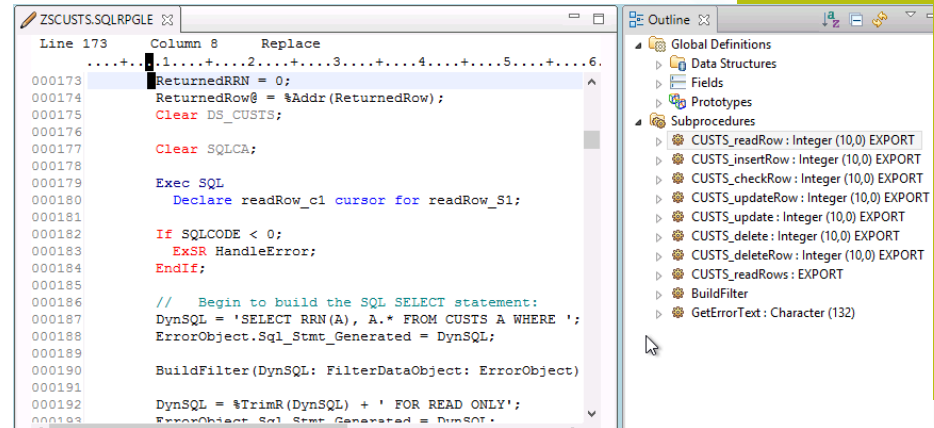 ZSCUSTS.SQLRPGLE
Line 173 Column 8 Replace
....+...1....+....2....+....3....+....4....+....5....+....6.
000173 ReturnedRRN = 0;
000174 ReturnedRow@ = %Addr(ReturnedRow);
000175 Clear DS_CUSTS;
000176
000177 Clear SQLCA;
000178
000179 Exec SQL
000180 Declare readRow_c1 cursor for readRow_S1;
000181
000182 If SQLCODE < 0;
000183 ExSR HandleError;
000184 EndIf;
000185
000186 // Begin to build the SQL SELECT statement:
000187 DynSQL = 'SELECT RRN(A), A.* FROM CUSTS A WHERE ';
000188 ErrorObject.Sql_Stmt_Generated = DynSQL;
000189
000190 BuildFilter(DynSQL: FilterDataObject: ErrorObject)
000191
000192 DynSQL = %TrimR(DynSQL) + ' FOR READ ONLY';
000193 ErrorObject.Sql_Stmt_Generated = DynSQL;
Outline
Global Definitions
Data Structures
Fields
Prototypes
Subprocedures
CUSTS_readRow : Integer (10,0) EXPORT
CUSTS_insertRow : Integer (10,0) EXPORT
CUSTS_checkRow : Integer (10,0) EXPORT
CUSTS_updateRow : Integer (10,0) EXPORT
CUSTS_update : Integer (10,0) EXPORT
CUSTS_delete : Integer (10,0) EXPORT
CUSTS_deleteRow : Integer (10,0) EXPORT
CUSTS_readRows : EXPORT
BuildFilter
GetErrorText : Character (132)